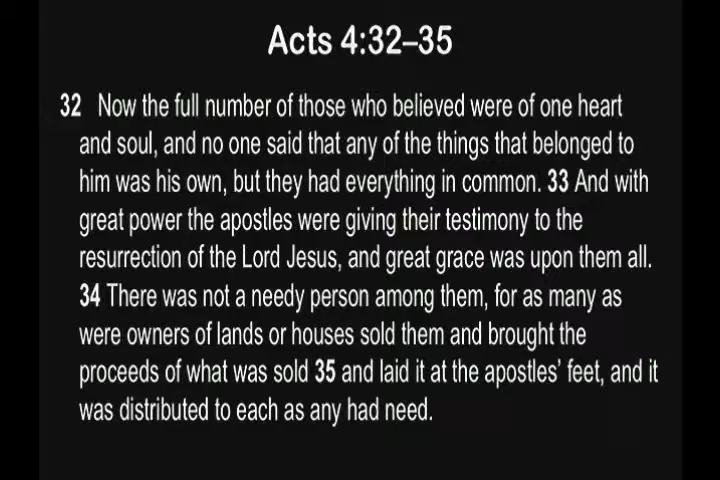 Acts 4:32–35
32 Now the full number of those who believed were of one heart
and soul, and no one said that any of the things that belonged to
him was his own, but they had everything in common. 33 And with
great power the apostles were giving their testimony to the
resurrection of the Lord Jesus, and great grace was upon them all.
34 There was not a needy person among them, for as many as
were owners of lands or houses sold them and brought the
proceeds of what was sold 35 and laid it at the apostles’ feet, and it
was distributed to each as any had need.